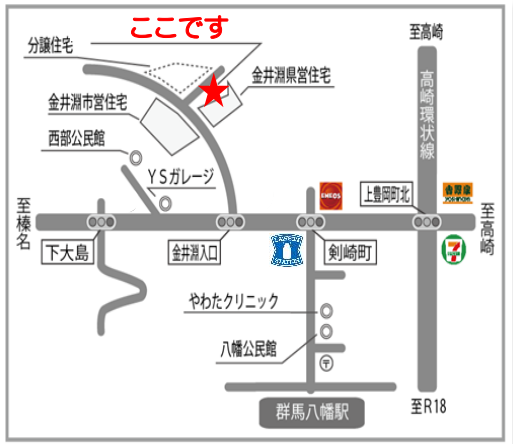 ここです
至高崎
分譲住宅
金井淵県営住宅
高崎環状線
金井淵市営住宅
西部公民館
YSガレージ
ENEOS
上豊岡町北
吉野家
YOSHINOYA
至榛名
至高崎
下大島
金井淵入口
剣崎町
7
やわたクリニック
八幡公民館
〒
群馬八幡駅
至R18